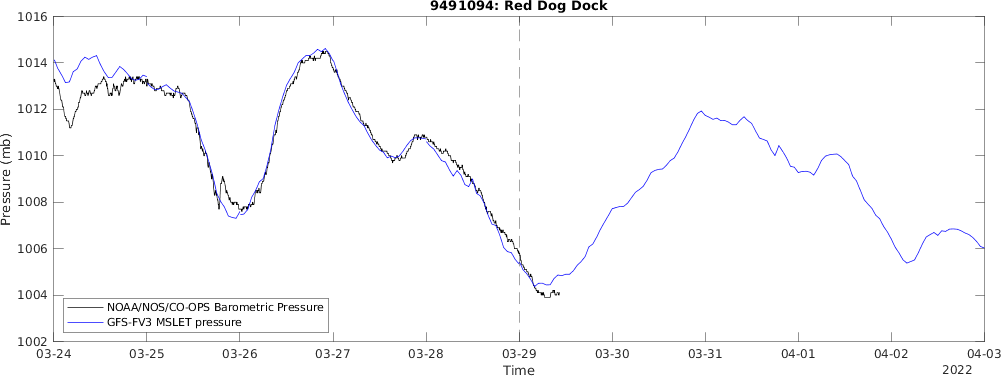 9491094: Red Dog Dock
Pressure (mb)
1016
1014
1012
1010
1008
1006
1004
1002
NOAA/NOS/CO-OPS Barometric Pressure
GFS-FV3 MSLET pressure
03-24 03-25 03-26 03-27 03-28 03-29 03-30 03-31 04-01 04-02 04-03
Time
2022